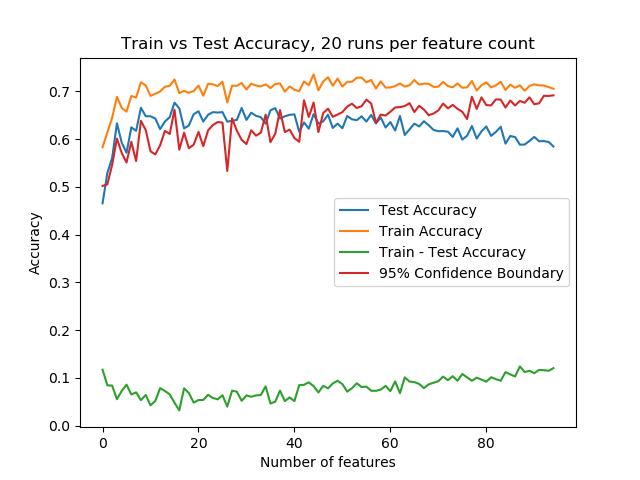 Train vs Test Accuracy, 20 runs per feature count
Accuracy
0.7
0.6
0.5
0.4
0.3
0.2
0.1
0.0
Test Accuracy
Train Accuracy
Train - Test Accuracy
95% Confidence Boundary
0 20 40 60 80
Number of features